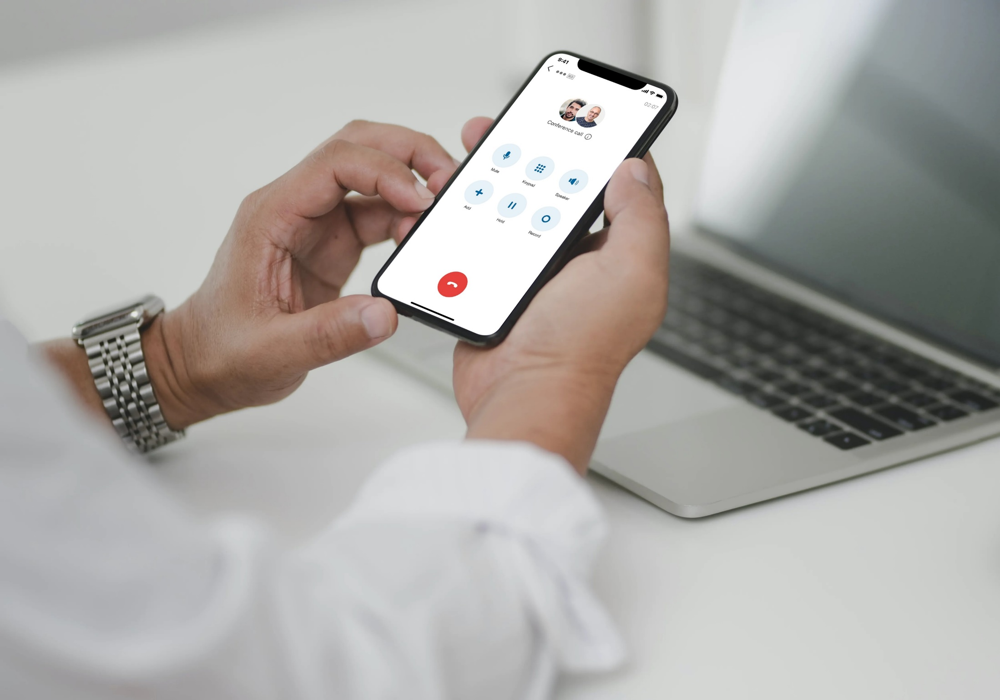 9:41
HD
02:07
Conference call
Mute
Keypad
Speaker
Add
Hold
Record